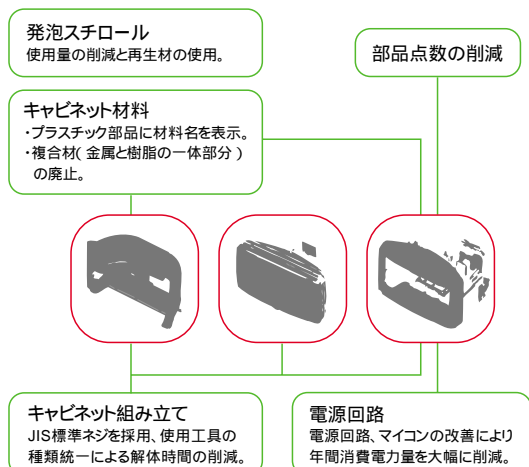 発泡スチロール
使用量の削減と再生材の使用。
部品点数の削減
キャビネット材料
・プラスチック部品に材料名を表示。
・複合材(金属と樹脂の一体部分)
の廃止。
キャビネット組み立て
JIS標準ネジを採用、使用工具の
種類統一による解体時間の削減。
電源回路
電源回路、マイコンの改善により
年間消費電力量を大幅に削減。